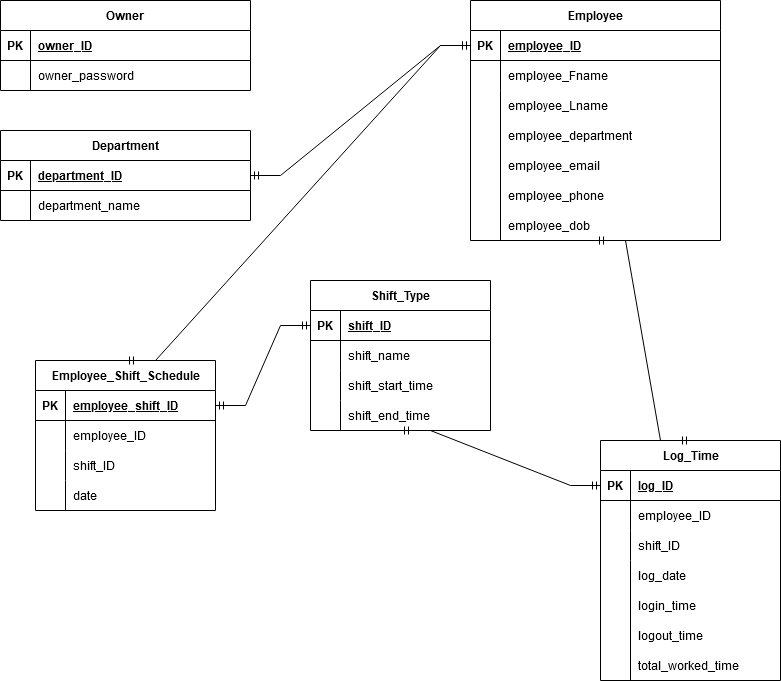 Owner
PK owner_ID
owner_password
Employee
PK employee_ID
employee_Fname
employee_Lname
employee_department
employee_email
employee_phone
employee_dob
Department
PK department_ID
department_name
Shift_Type
PK shift_ID
shift_name
shift_start_time
shift_end_time
Employee_Shift_Schedule
PK employee_shift_ID
employee_ID
shift_ID
date
Log_Time
PK log_ID
employee_ID
shift_ID
log_date
login_time
logout_time
total_worked_time